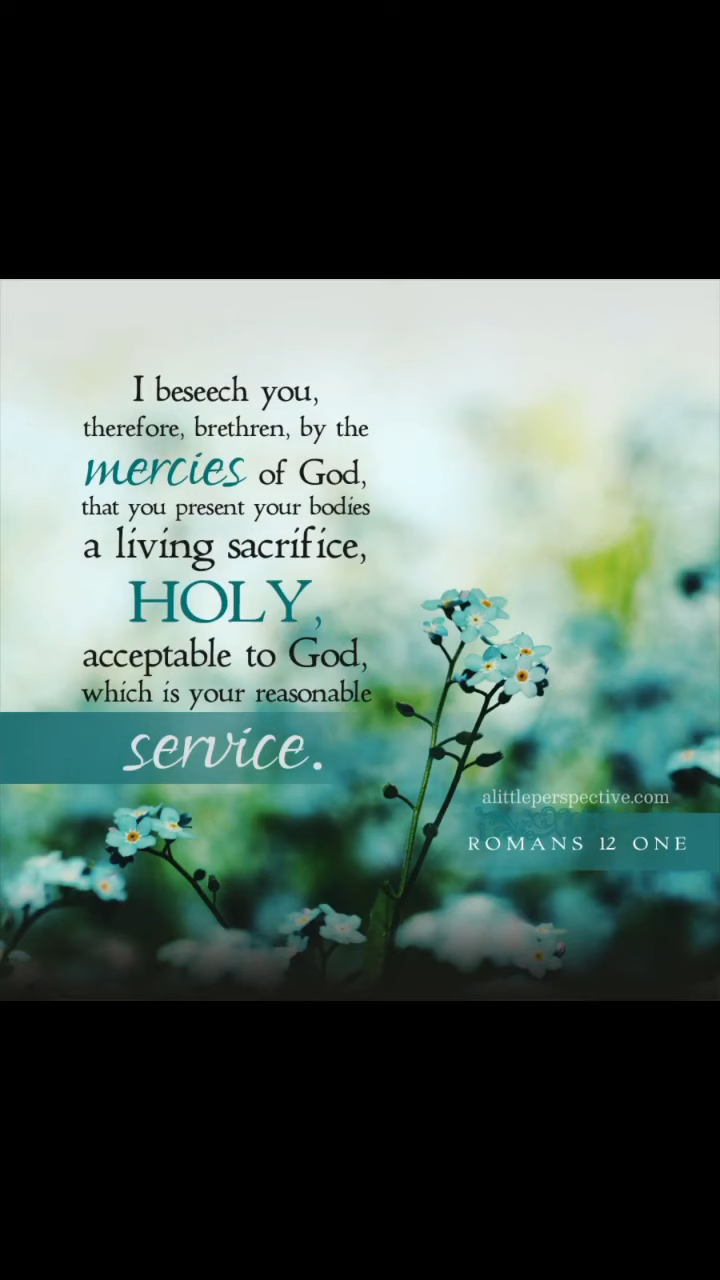 I beseech you,
therefore, brethren, by the
mercies of God,
that you present your bodies
a living sacrifice,
HOLY,
acceptable to God,
which is your reasonable
service.
alittleperspective.com
ROMANS 12 ONE